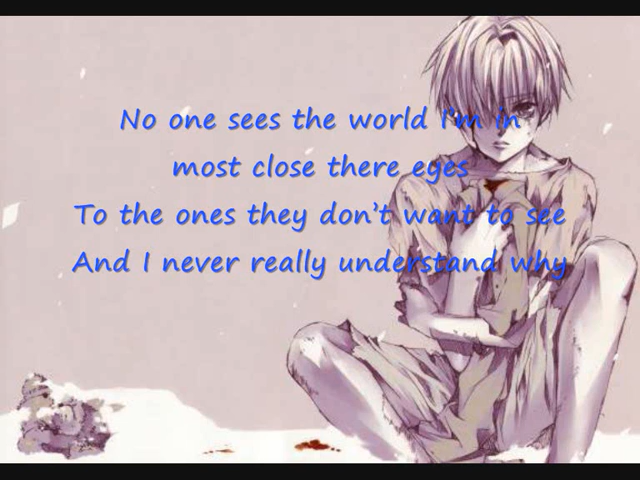 No one sees the world I'm in
most close there eyes
To the ones they don't want to see
And I never really understand why